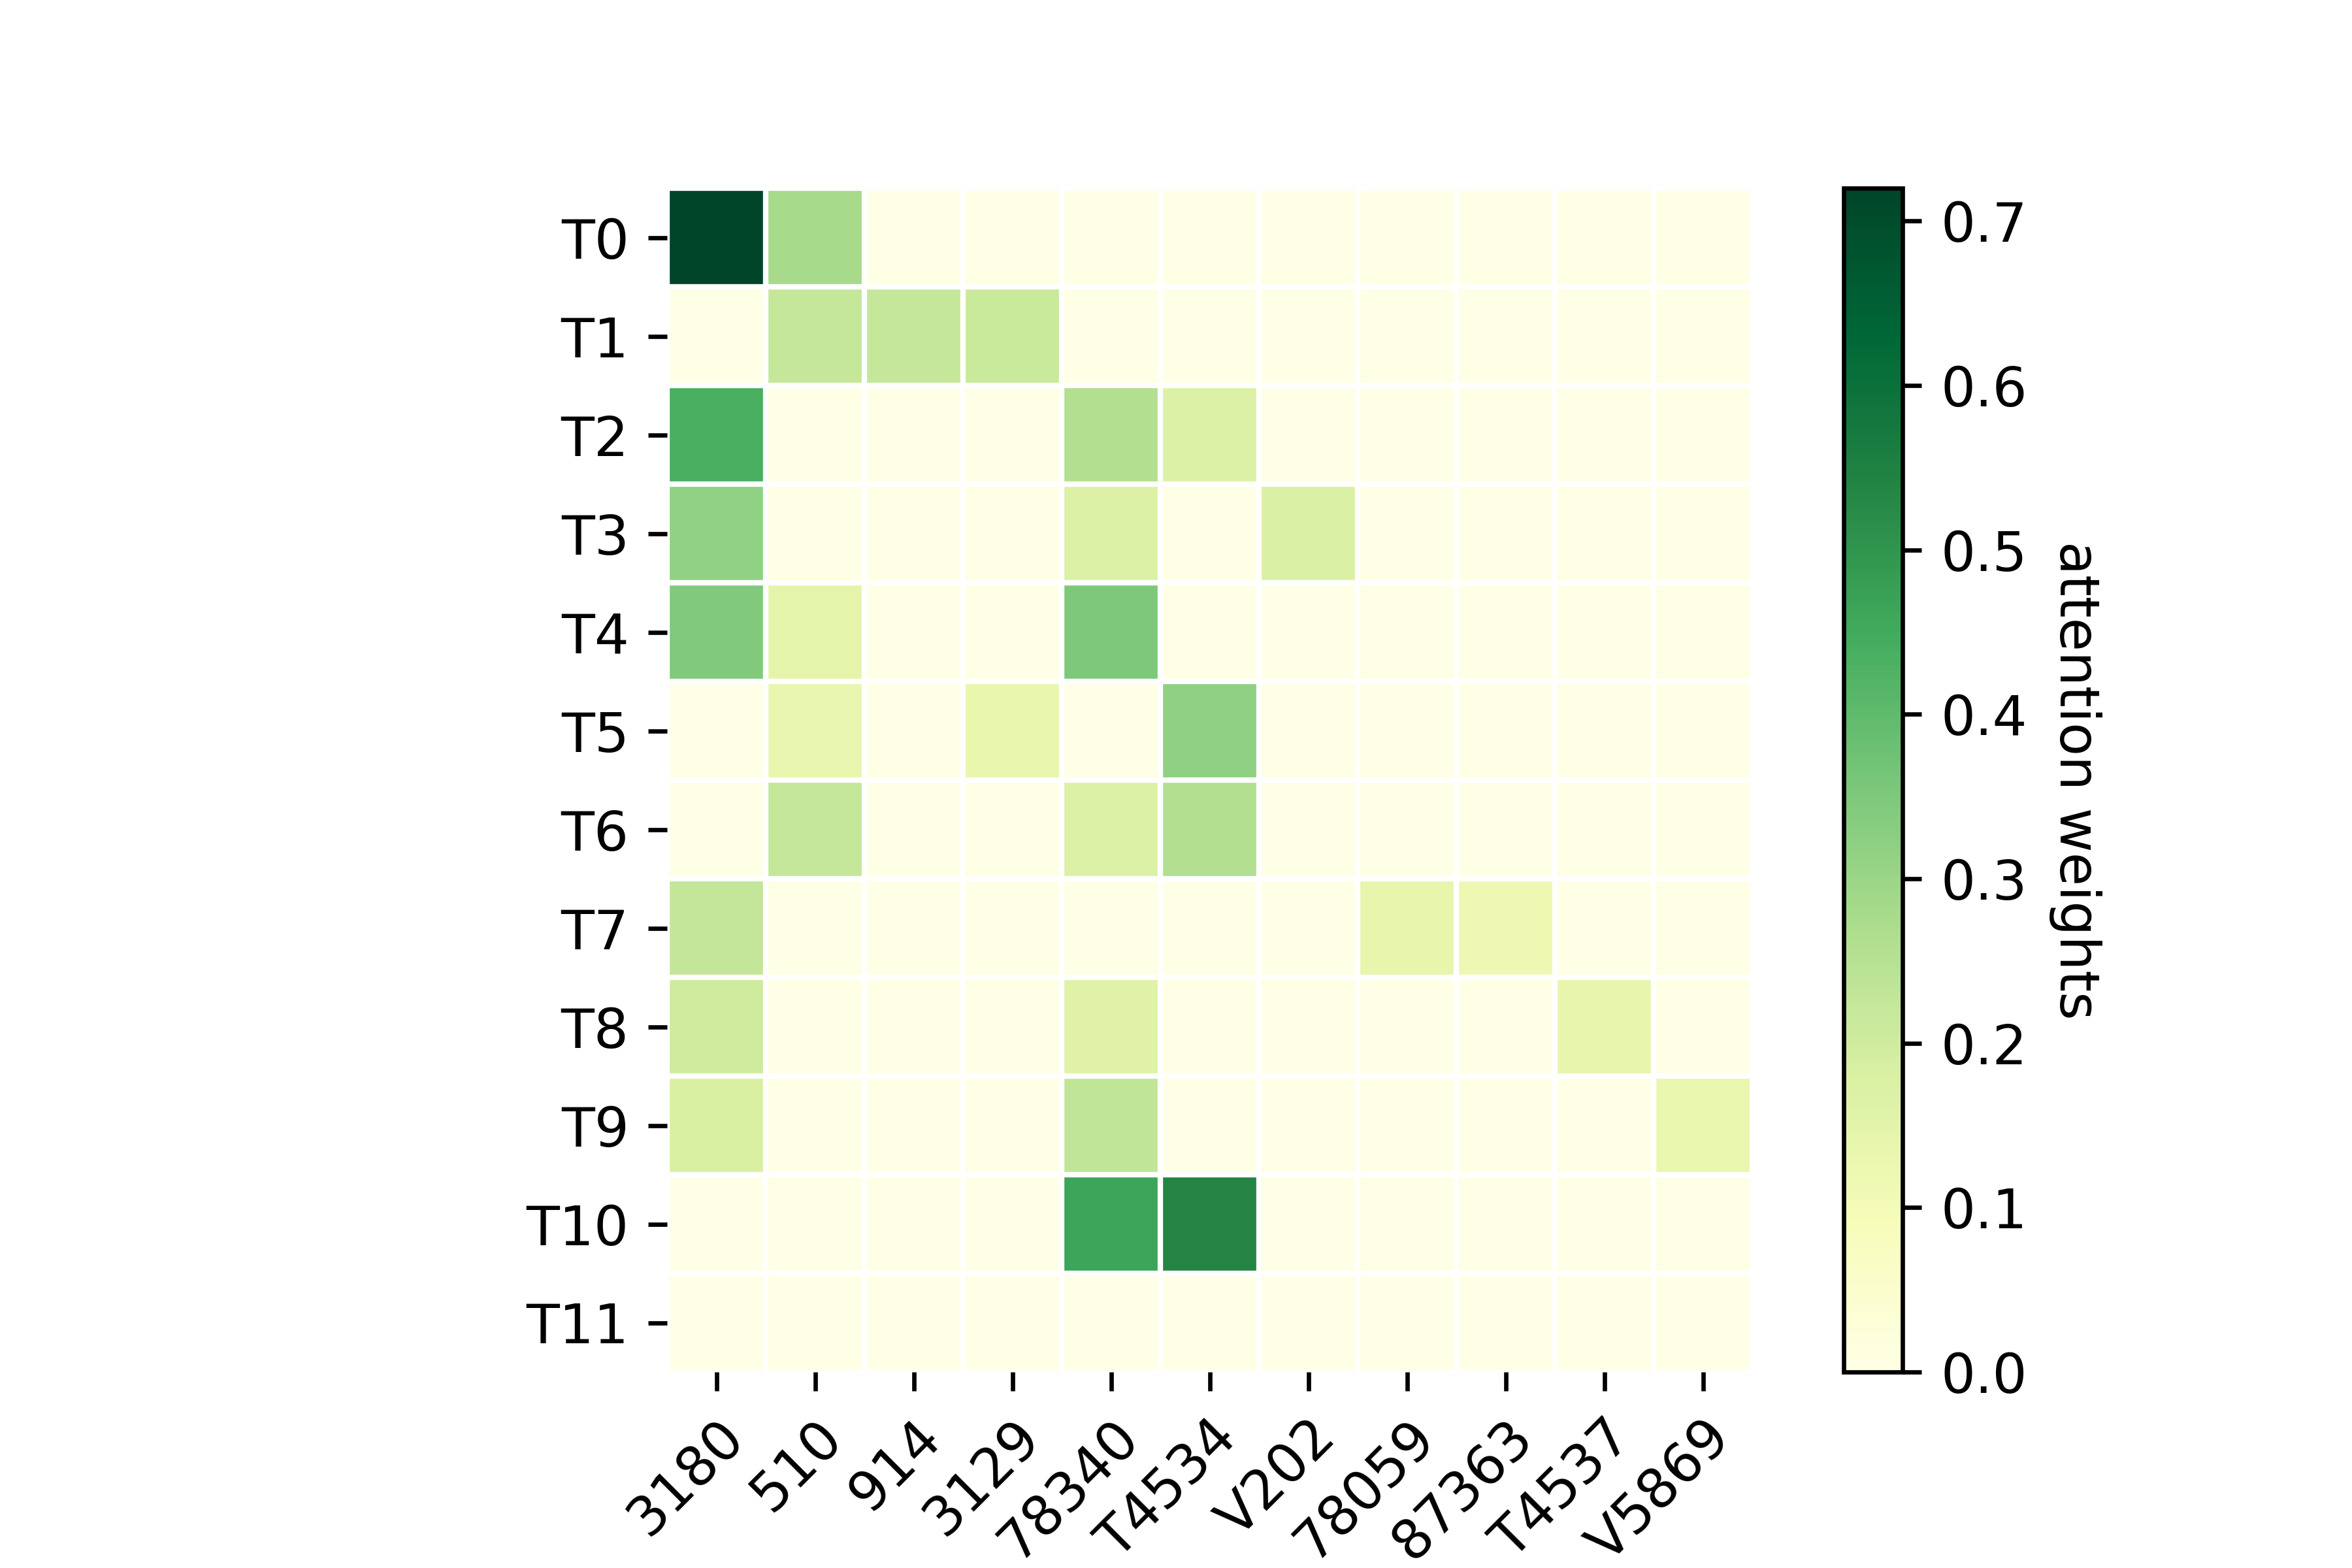 T0
T1
T2
T3
T4
T5
T6
T7
T8
T9
T10
T11
3180
510
914
3129
78340
T4534
V202
78059
87363
T4537
V5869
0.7
0.6
0.5
0.4
0.3
0.2
0.1
0.0
attention weights